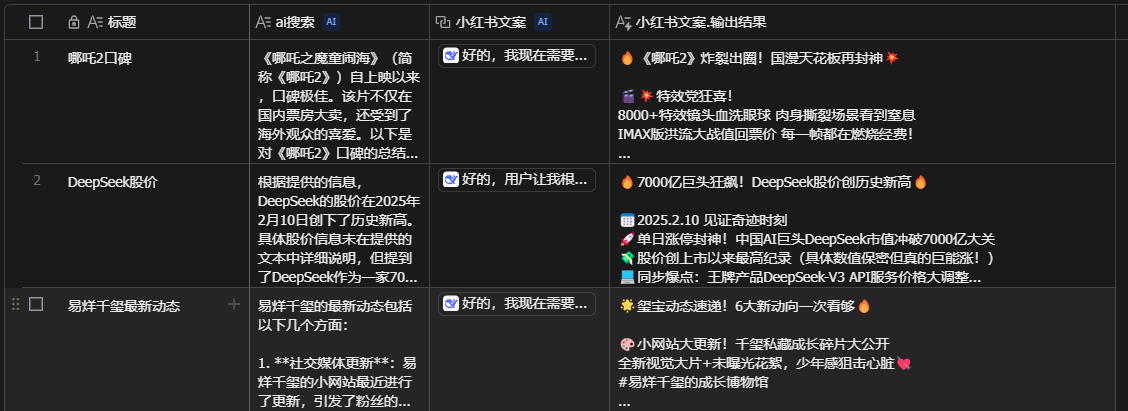 标题
ai搜索 AI
小红书文案 AI
小红书文案.输出结果
1
哪吒2口碑
《哪吒之魔童闹海》（简
称《哪吒2》）自上映以来
，口碑极佳。该片不仅在
国内票房大卖，还受到了
海外观众的喜爱。以下是
对《哪吒2》口碑的总结...
好的，我现在需要...
🔥《哪吒2》炸裂出圈！国漫天花板再封神💥
🎬💥特效党狂喜！
8000+特效镜头血洗眼球 肉身撕裂场景看到窒息
IMAX版洪流大战值回票价 每一帧都在燃烧经费！
...
2
DeepSeek股价
根据提供的信息，
DeepSeek的股价在2025年
2月10日创下了历史新高。
具体股价信息未在提供的
文本中详细说明，但提到
了DeepSeek作为一家70...
好的，用户让我根...
🔥7000亿巨头狂飙！DeepSeek股价创历史新高🔥
📅2025.2.10 见证奇迹时刻
🚀单日涨停封神！中国AI巨头DeepSeek市值冲破7000亿大关
💸股价创上市以来最高纪录（具体数值保密但真的巨能涨！）
💻同步爆点：王牌产品DeepSeek-V3 API服务价格大调整...
易烊千玺最新动态
易烊千玺的最新动态包括
以下几个方面：
1. **社交媒体更新**：易
烊千玺的小网站最近进行
了更新，引发了粉丝的...
好的，我现在需要...
🌟玺宝动态速递！6大新动向一次看够🔥
🎨小网站大更新！千玺私藏成长碎片大公开
全新视觉大片+未曝光花絮，少年感狙击心脏💘
#易烊千玺的成长博物馆
...